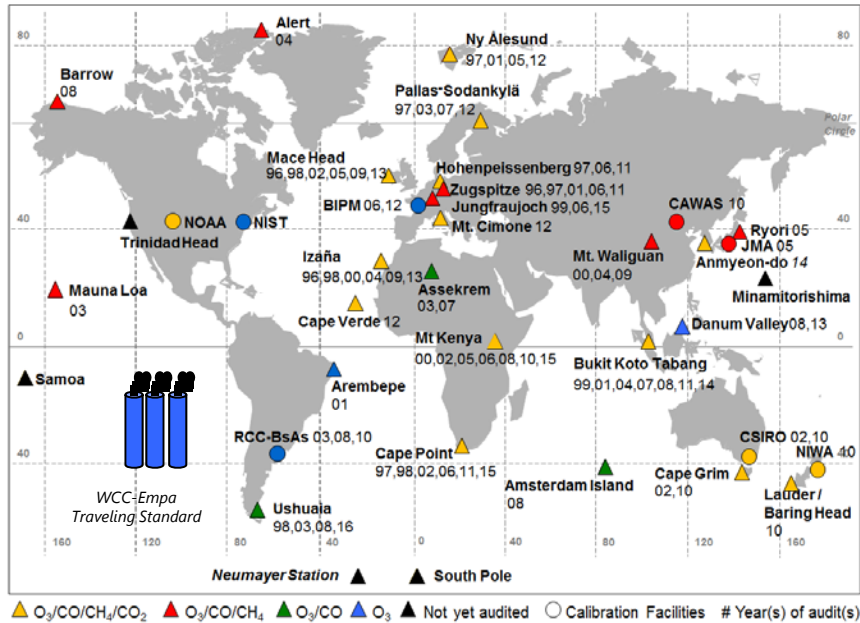 Alert
04
80
80
Ny Ålesund
97,01,05,12
Barrow
08
Pallas-Sodankylä
97,03,07,12
Polar
Circle
Mace Head
96,98,02,05,09,13
Hohenpeissenberg 97,06,11
Zugspitze 96,97,01,06,11
BIPM 06,12
Jungfraujoch 99,06,15
CAWAS 10
40
NOAA
NIST
Mt. Cimone 12
Ryori 05
40
JMA 05
Trinidad Head
Izaña
96,98,00,04,09,13
Mt. Waliguan
00,04,09
Anmyeon-do 14
Assekrem
03,07
Minamitorishima
Mauna Loa
03
Cape Verde 12
Mt Kenya
00,02,05,06,08,10,15
Danum Valley 08,13
0
0
Bukit Koto Tabang
99,01,04,07,08,11,14
Samoa
Arembepe
01
RCC-BsAs 03,08,10
CSIRO 02,10
Cape Point
97,98,02,06,11,15
NIWA 10
40
40
Amsterdam Island
08
Cape Grim
02,10
WCC-Empa
Traveling Standard
Lauder /
Baring Head
10
Ushuaia
98,03,08,16
160
120
80
40
0
40
80
120
160
Neumayer Station
South Pole
O3/CO/CH4/CO2
O3/CO/CH4
O3/CO
O3
Not yet audited
Calibration Facilities
# Year(s) of audit(s)